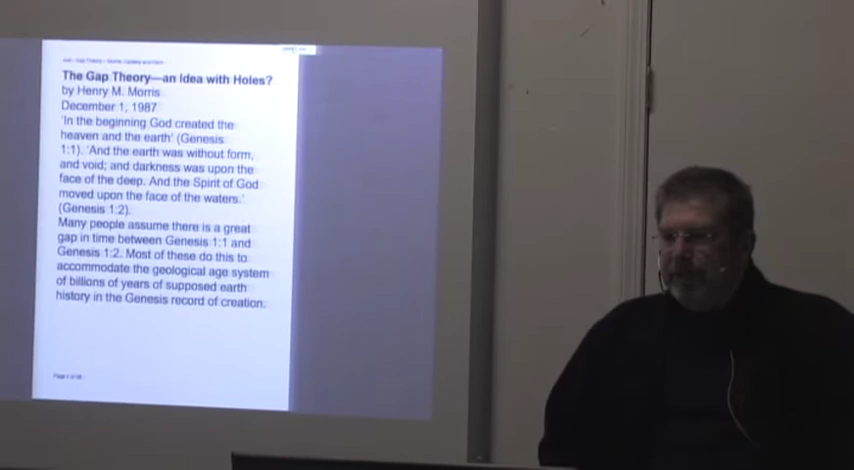 The Gap Theory—an Idea with Holes?
by Henry M. Morris
December 1, 1987
'In the beginning God created the
heaven and the earth' (Genesis
1:1). 'And the earth was without form,
and void; and darkness was upon the
face of the deep. And the Spirit of God
moved upon the face of the waters.'
(Genesis 1:2).
Many people assume there is a great
gap in time between Genesis 1:1 and
Genesis 1:2. Most of these do this to
accommodate the geological age system
of billions of years of supposed earth
history in the Genesis record of creation.